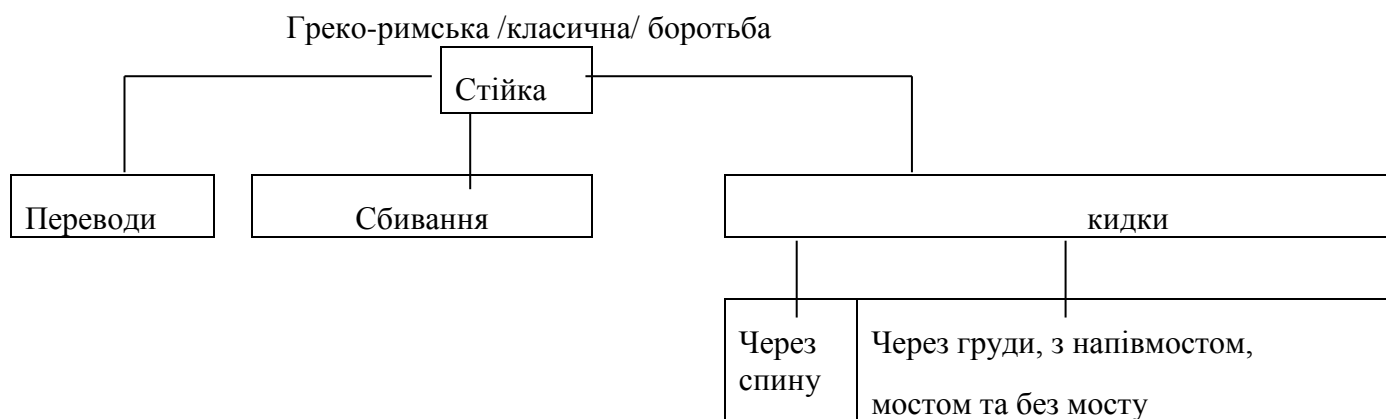 Греко-римська /класична/ боротьба
Стійка
Переводи
Сбивання
кидки
Через
спину
Через груди, з напівмостом,
мостом та без мосту